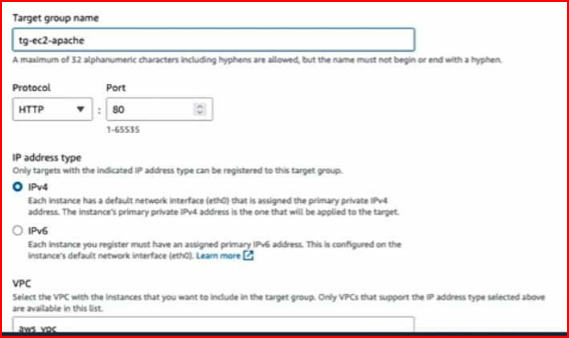 Target group name
tg-ec2-apache
A maximum of 32 alphanumeric characters including hyphens are allowed, but the name must not begin or end with a hyphen.
Protocol Port
HTTP : 80
1-65535
IP address type
Only targets with the indicated IP address type can be registered to this target group.
IPv4
Each instance has a default network interface (eth0) that is assigned the primary private IPv4
address. The instance's primary private IPv4 address is the one that will be applied to the target.
IPv6
Each instance you register must have an assigned primary IPv6 address. This is configured on the
instance's default network interface (eth0). Learn more
VPC
Select the VPC with the instances that you want to include in the target group. Only VPCs that support the IP address type selected above
are available in this list.
aws_vpc